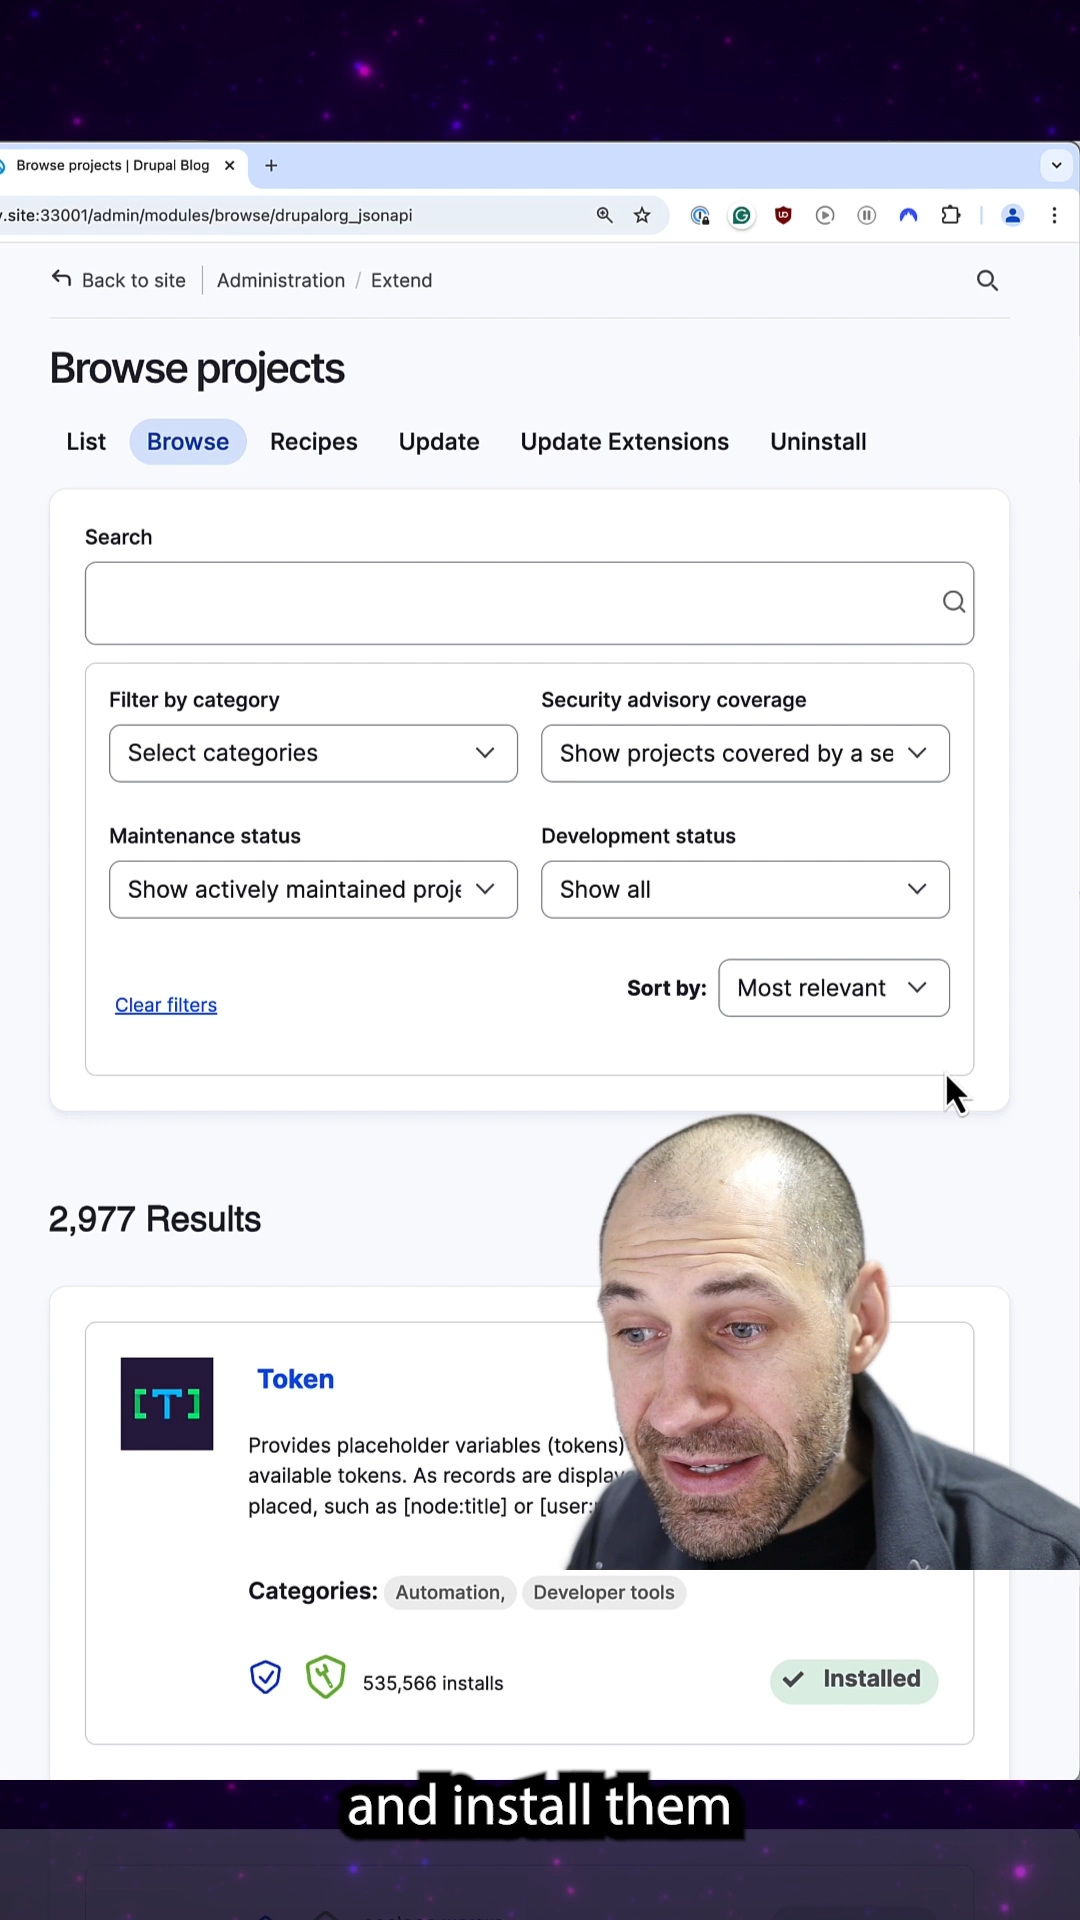 Browse projects | Drupal Blog
.site:33001/admin/modules/browse/drupalorg_jsonapi
Back to site
Administration / Extend
Browse projects
List Browse Recipes Update Update Extensions Uninstall
Search
Filter by category
Security advisory coverage
Select categories
Show projects covered by a se
Maintenance status
Development status
Show actively maintained proje
Show all
Clear filters
Sort by: Most relevant
2,977 Results
[T]
Token
Provides placeholder variables (tokens)
available tokens. As records are display
placed, such as [node:title] or [user:
Categories: Automation, Developer tools
535,566 installs
Installed
and install them